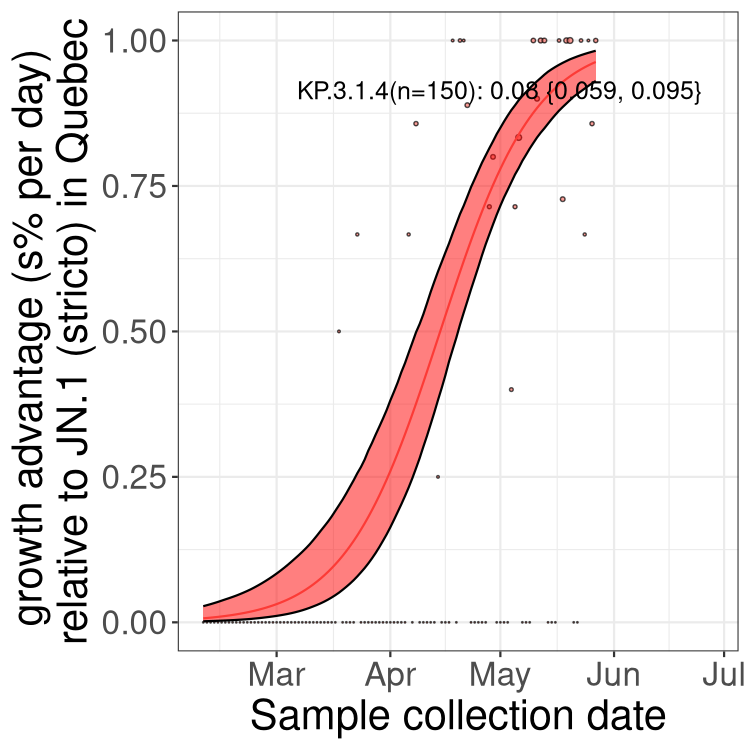 growth advantage (s% per day)
relative to JN.1 (stricto) in Quebec
1.00
0.75
0.50
0.25
0.00
KP.3.1.4(n=150): 0.08 {0.059, 0.095}
Mar Apr May Jun Jul
Sample collection date